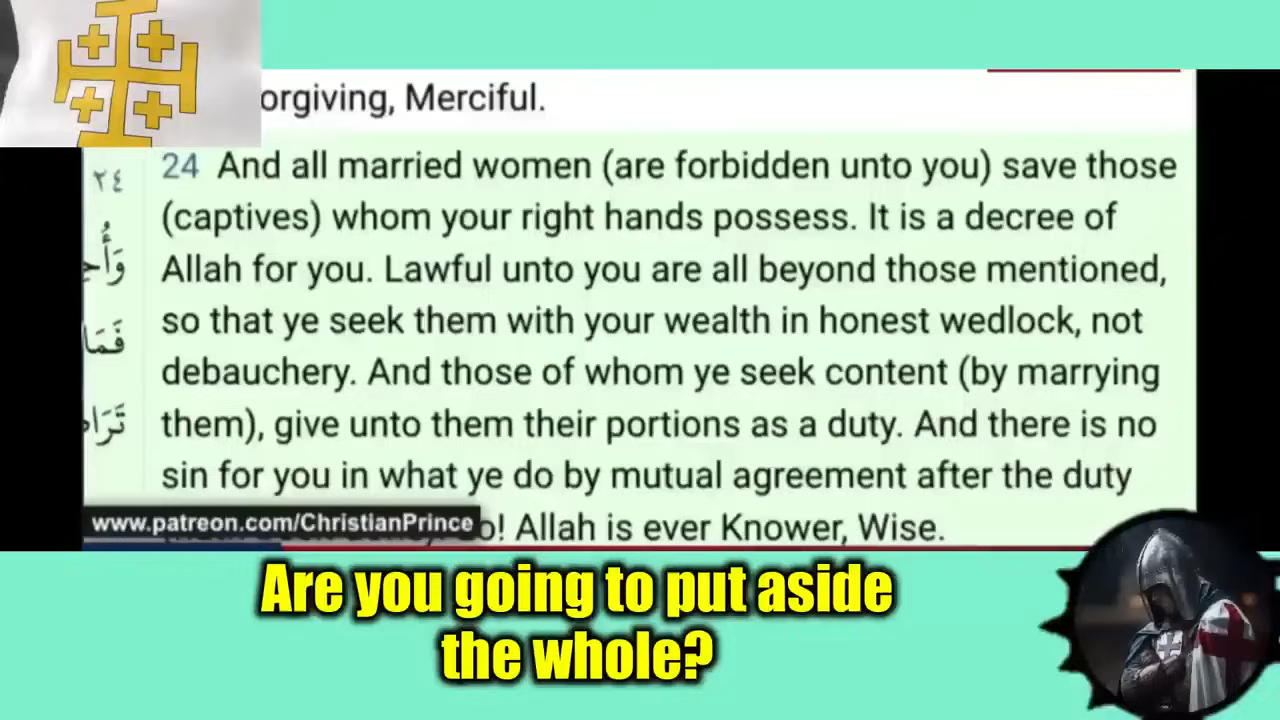 orgiving, Merciful.
24 And all married women (are forbidden unto you) save those
٢٤
(captives) whom your right hands possess. It is a decree of
Allah for you. Lawful unto you are all beyond those mentioned,
so that ye seek them with your wealth in honest wedlock, not
debauchery. And those of whom ye seek content (by marrying
them), give unto them their portions as a duty. And there is no
sin for you in what ye do by mutual agreement after the duty
www.patreon.com/ChristianPrince
o! Allah is ever Knower, Wise.
Are you going to put aside
the whole?